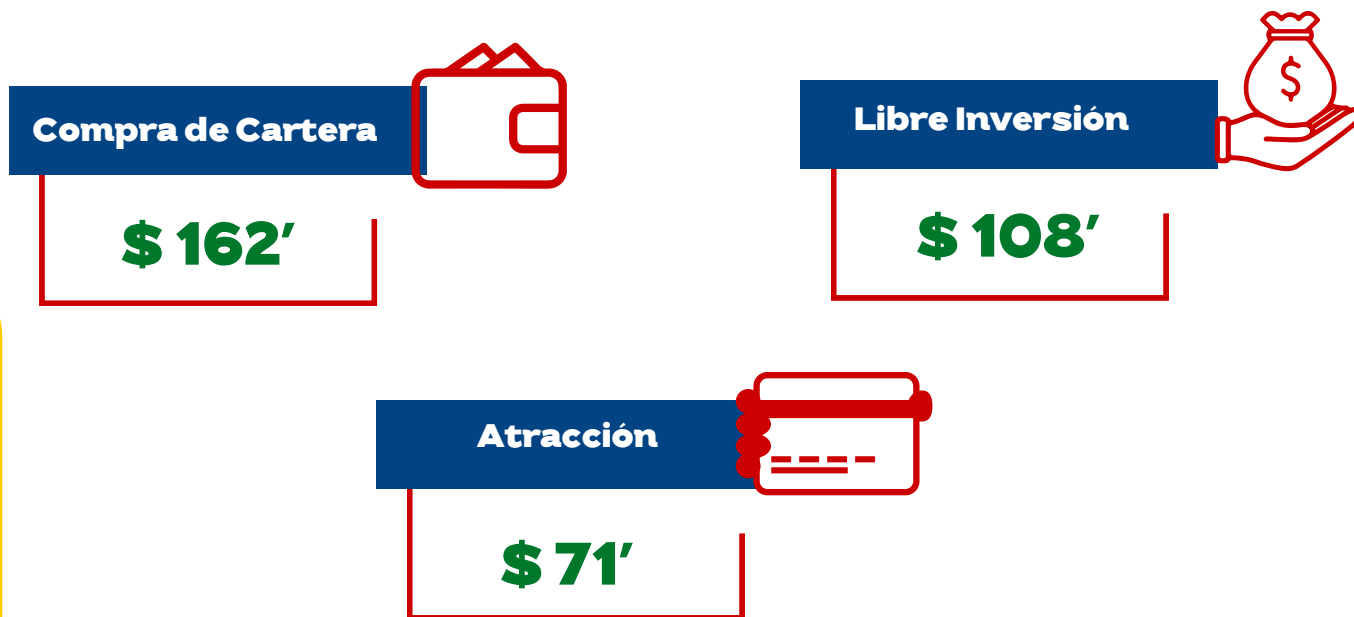 Compra de Cartera
$ 162'
Libre Inversión
$
$ 108'
Atracción
$ 71'